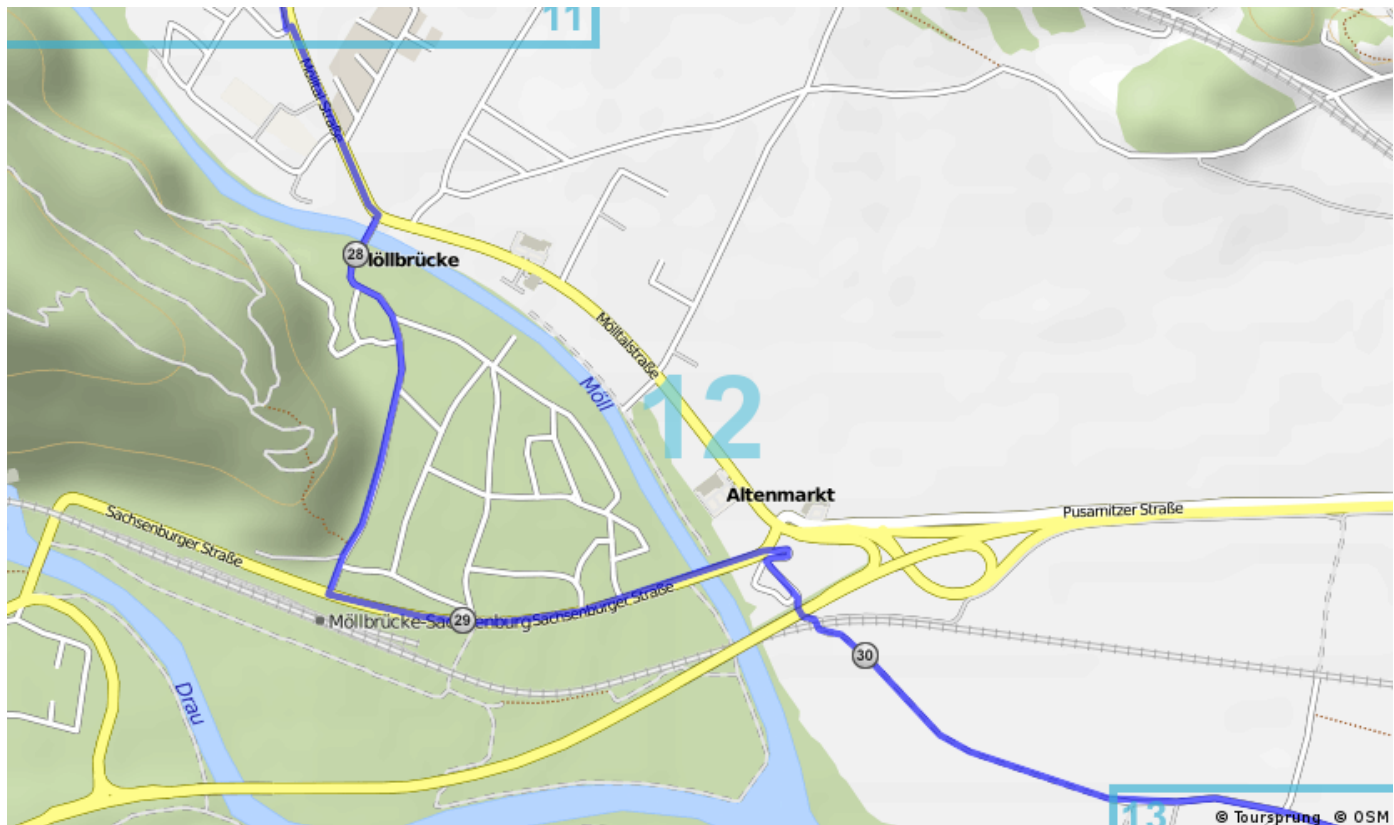 11
Mölltal Straße
28
öllbrücke
Mölltalstraße
Möll
12
Altenmarkt
Pusarnitzer Straße
Sachsenburger Straße
Sachsenburger Straße
29
Möllbrücke-Sachsenburg
30
Drau
13
© Toursprung © OSM